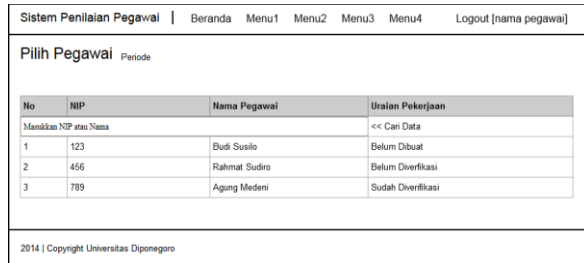 Sistem Penilaian Pegawai | Beranda Menu1 Menu2 Menu3 Menu4 Logout [nama pegawai]
Pilih Pegawai Periode
No NIP Nama Pegawai Uraian Pekerjaan
Masukkan NIP atau Nama << Cari Data
1 123 Budi Susilo Belum Dibuat
2 456 Rahmat Sudiro Belum Diverfikasi
3 789 Agung Medeni Sudah Diverifikasi
2014 | Copyright Universitas Diponegoro